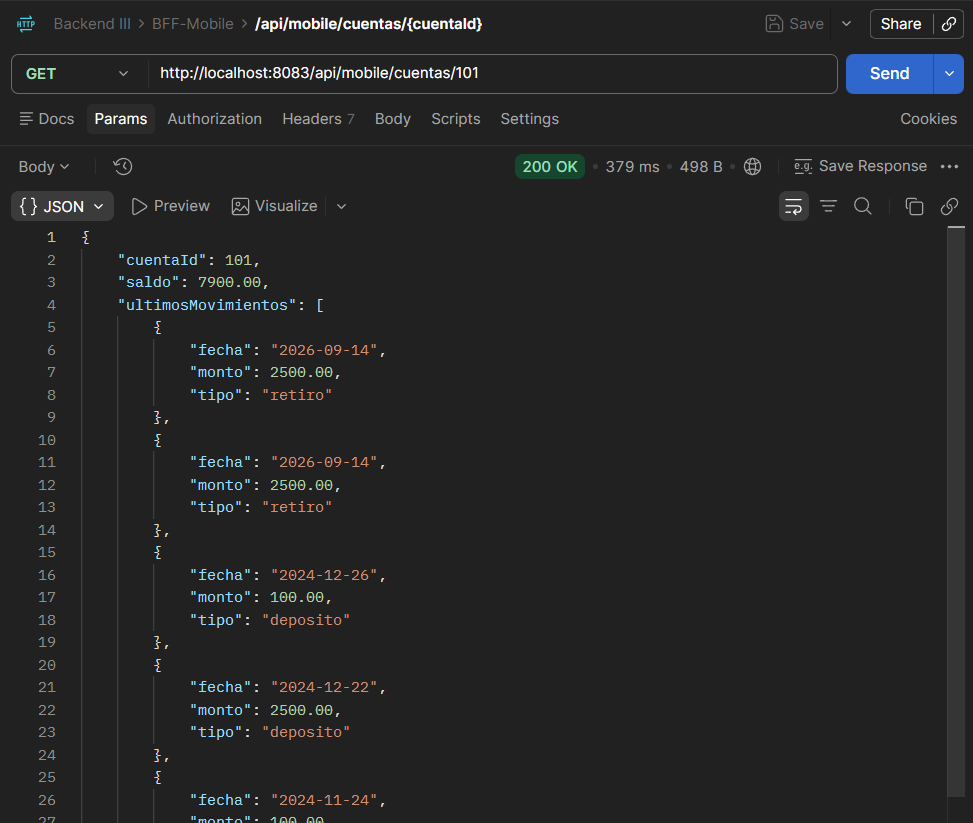 HTTP Backend III > BFF-Mobile > /api/mobile/cuentas/{cuentaId} Save Share
GET http://localhost:8083/api/mobile/cuentas/101 Send
Docs Params Authorization Headers 7 Body Scripts Settings Cookies
Body 200 OK • 379 ms • 498 B • e.g. Save Response
{} JSON Preview Visualize
1 {
2 "cuentaId": 101,
3 "saldo": 7900.00,
4 "ultimosMovimientos": [
5 {
6 "fecha": "2026-09-14",
7 "monto": 2500.00,
8 "tipo": "retiro"
9 },
10 {
11 "fecha": "2026-09-14",
12 "monto": 2500.00,
13 "tipo": "retiro"
14 },
15 {
16 "fecha": "2024-12-26",
17 "monto": 100.00,
18 "tipo": "deposito"
19 },
20 {
21 "fecha": "2024-12-22",
22 "monto": 2500.00,
23 "tipo": "deposito"
24 },
25 {
26 "fecha": "2024-11-24",
27 "monto": 100.00